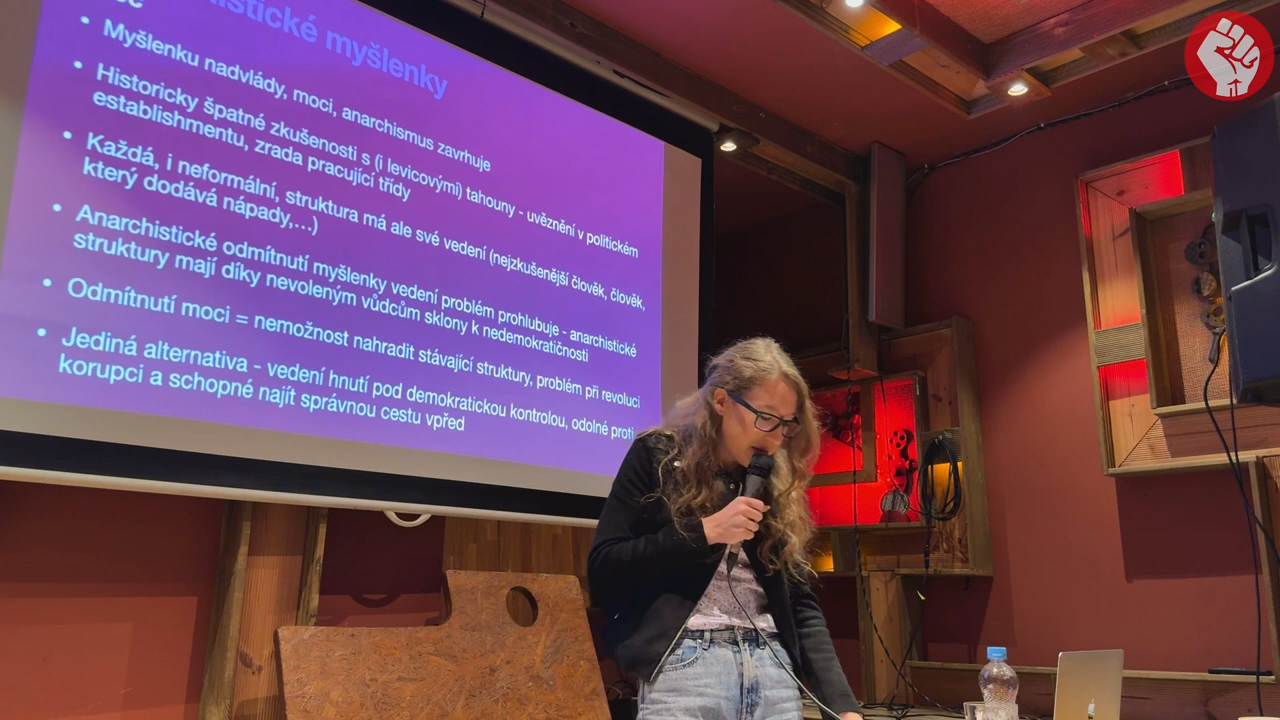 istické myšlenky
Myšlenku nadvlády, moci, anarchismus zavrhuje
Historicky špatné zkušenosti s (i levicovými) tahouny - uvěznění v politickém
establishmentu, zrada pracující třídy
Každá, i neformální, struktura má ale své vedení (nejzkušenější člověk, člověk,
který dodává nápady,...)
Anarchistické odmítnutí myšlenky vedení problém prohlubuje - anarchistické
struktury mají díky nevoleným vůdcům sklony k nedemokratičnosti
Odmítnutí moci = nemožnost nahradit stávající struktury, problém při revoluci
Jediná alternativa - vedení hnutí pod demokratickou kontrolou, odolné proti
korupci a schopné najít správnou cestu vpřed